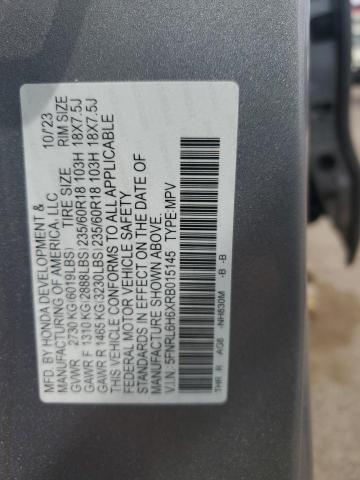 MFD.BY HONDA DEVELOPMENT & 10/23
MANUFACTURING OF AMERICA, LLC.
TIRE SIZE RIM SIZE
GVWR 2730 KG(6019LBS)
GAWR F 1310 KG(2888LBS)235/60R18 103H 18X7.5J
GAWR R 1465 KG(3230LBS)235/60R18 103H 18X7.5J
THIS VEHICLE CONFORMS TO ALL APPLICABLE
FEDERAL MOTOR VEHICLE SAFETY
STANDARDS IN EFFECT ON THE DATE OF
MANUFACTURE SHOWN ABOVE.
V.I.N. 5FNRL6H6XRB015145 TYPE:MPV
THR R AG6 -NH830M -B -B